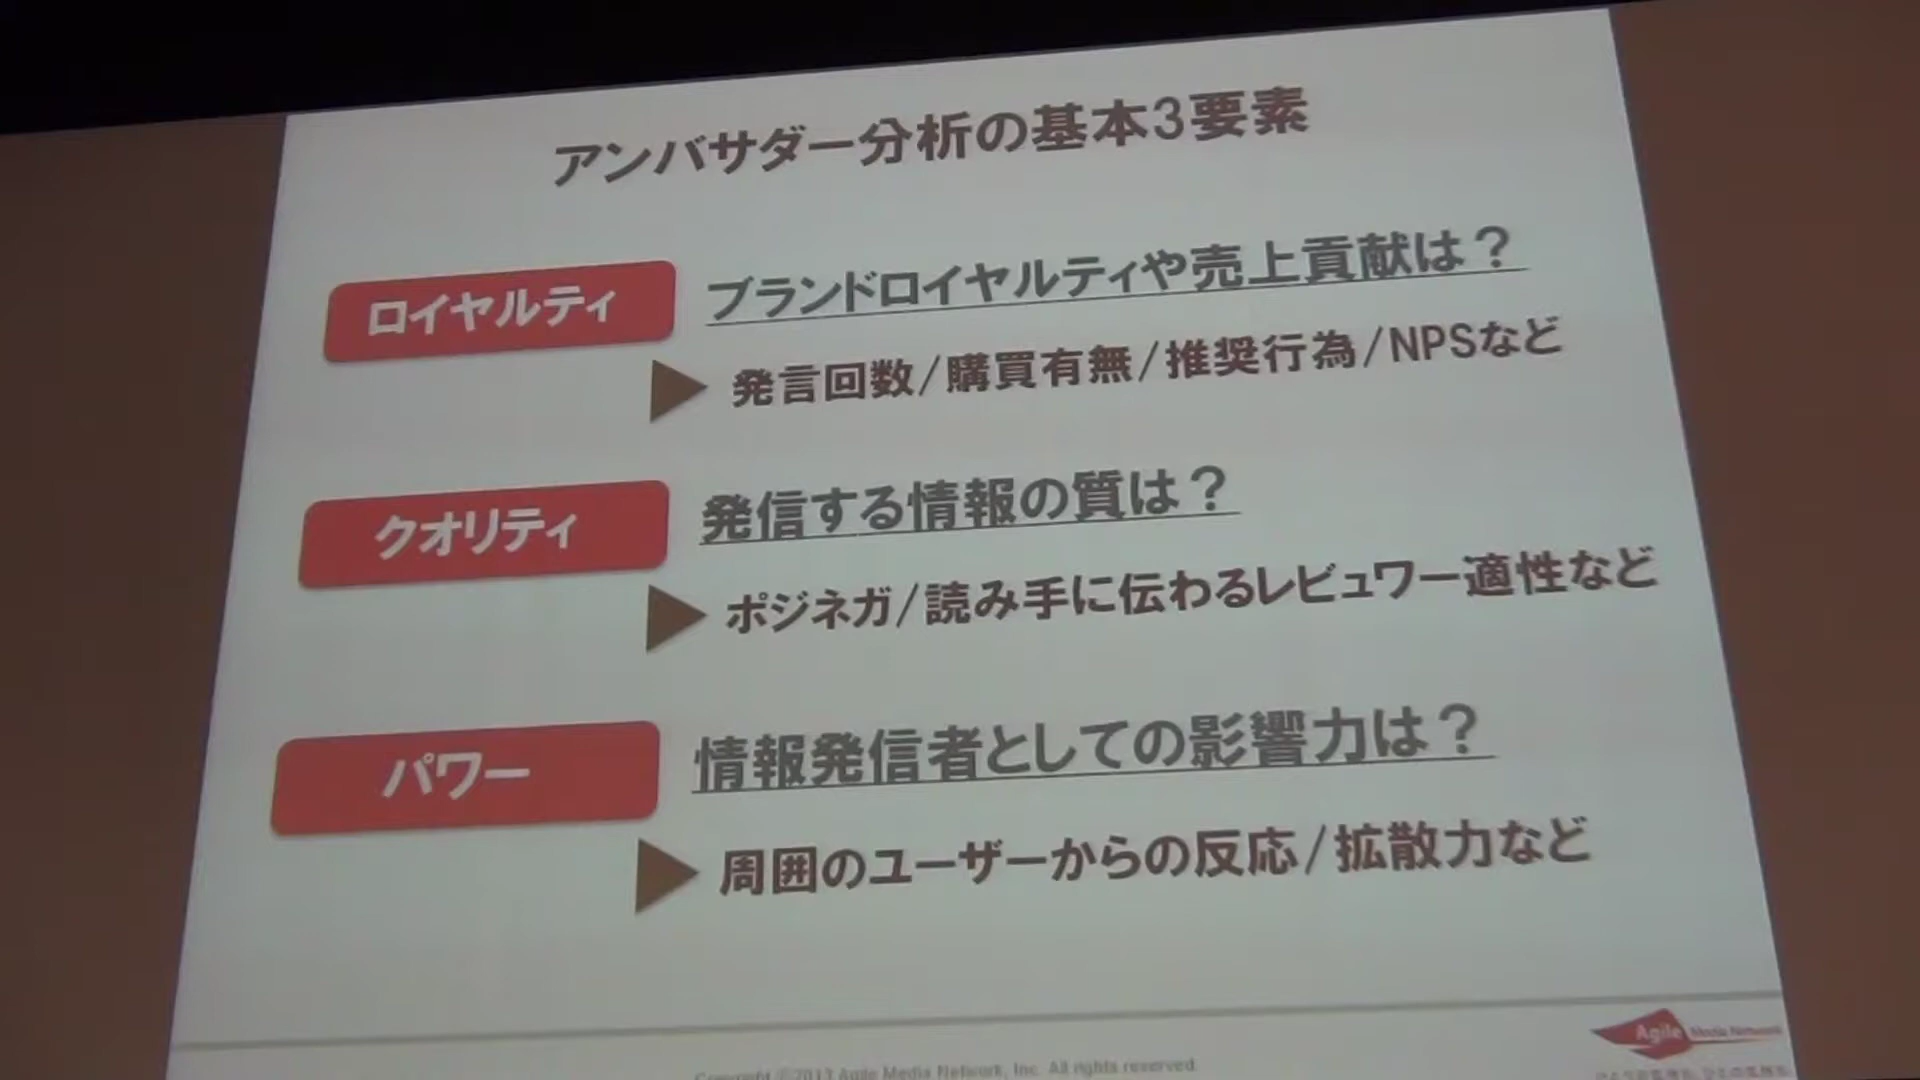 アンバサダー分析の基本3要素
ロイヤルティ
ブランドロイヤルティや売上貢献は？
発言回数/購買有無/推奨行為/NPSなど
クオリティ
発信する情報の質は？
ポジネガ/読み手に伝わるレビュワー適性など
パワー
情報発信者としての影響力は？
周囲のユーザーからの反応/拡散力など
Agile Media Network
Copyright ©2013 Agile Media Network, Inc. All rights reserved.